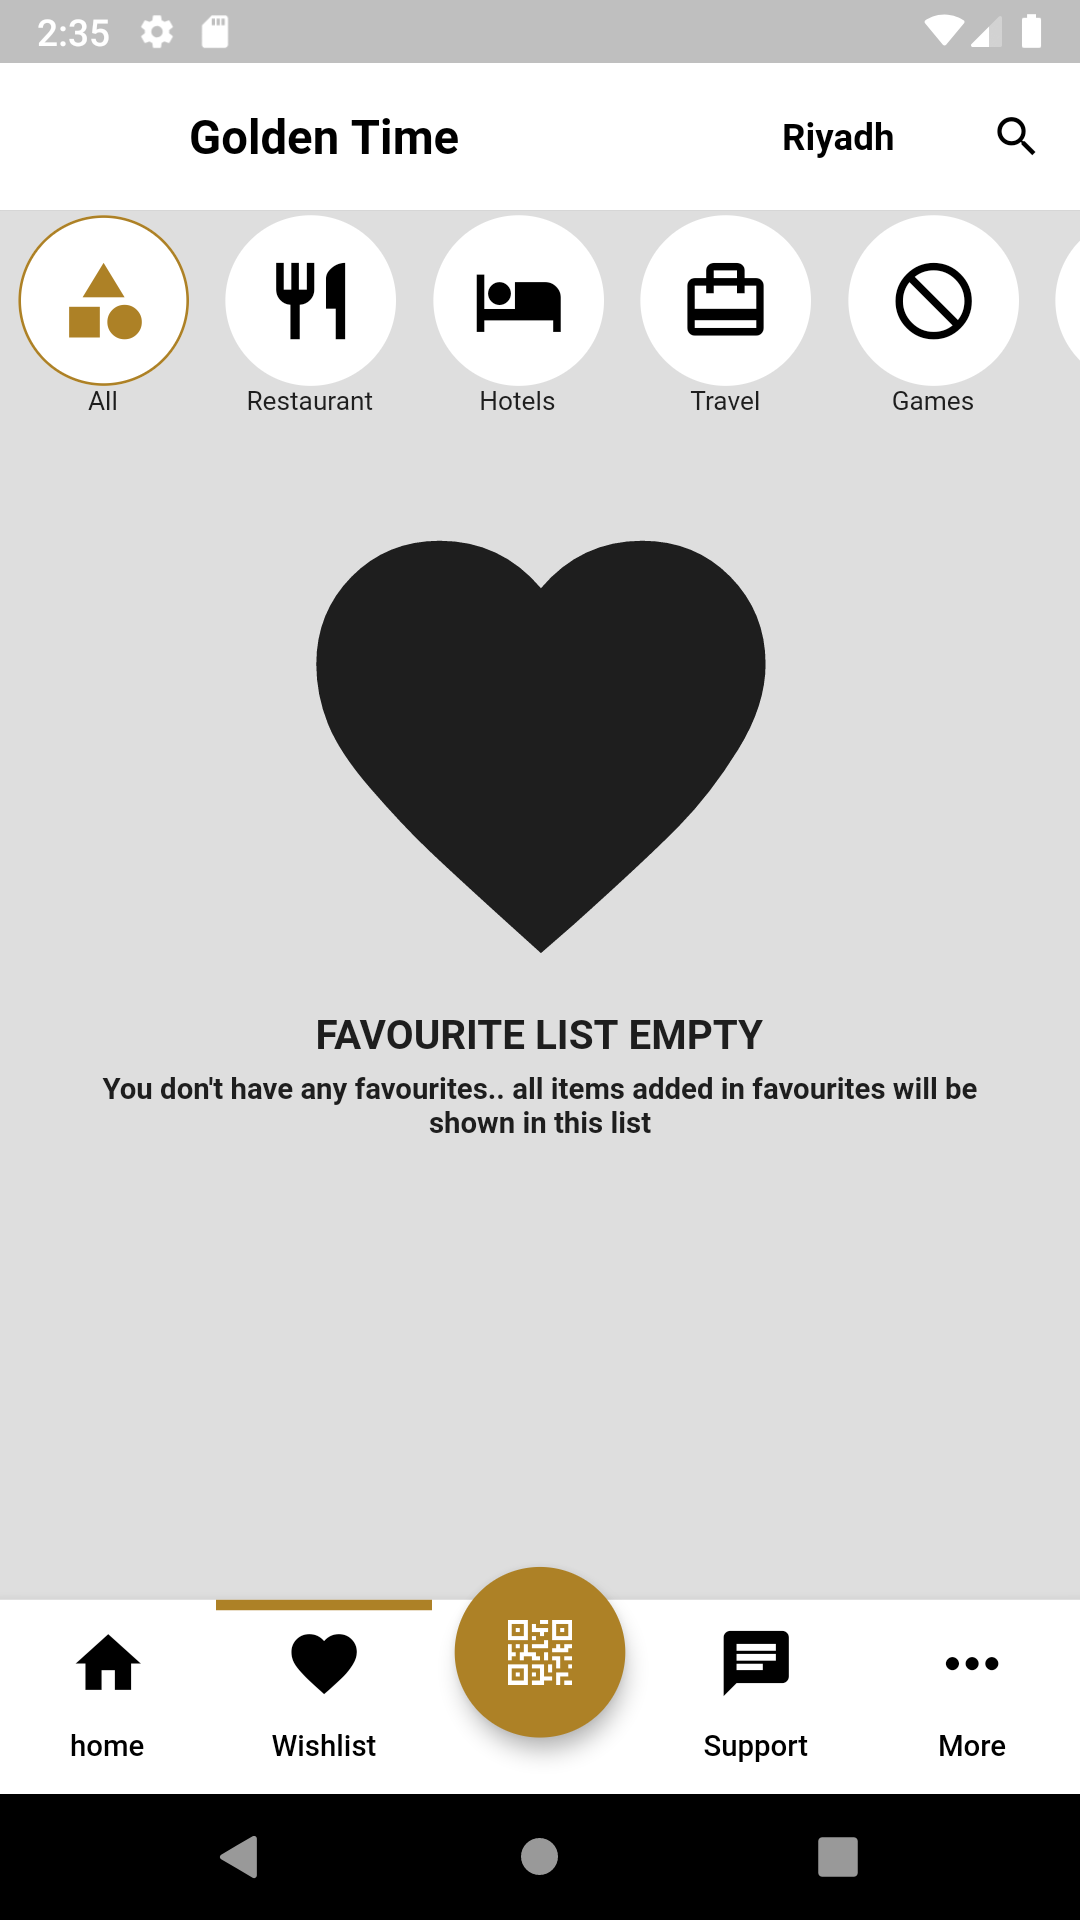 2:35
Golden Time
Riyadh
All
Restaurant
Hotels
Travel
Games
FAVOURITE LIST EMPTY
You don't have any favourites.. all items added in favourites will be
shown in this list
home
Wishlist
Support
More